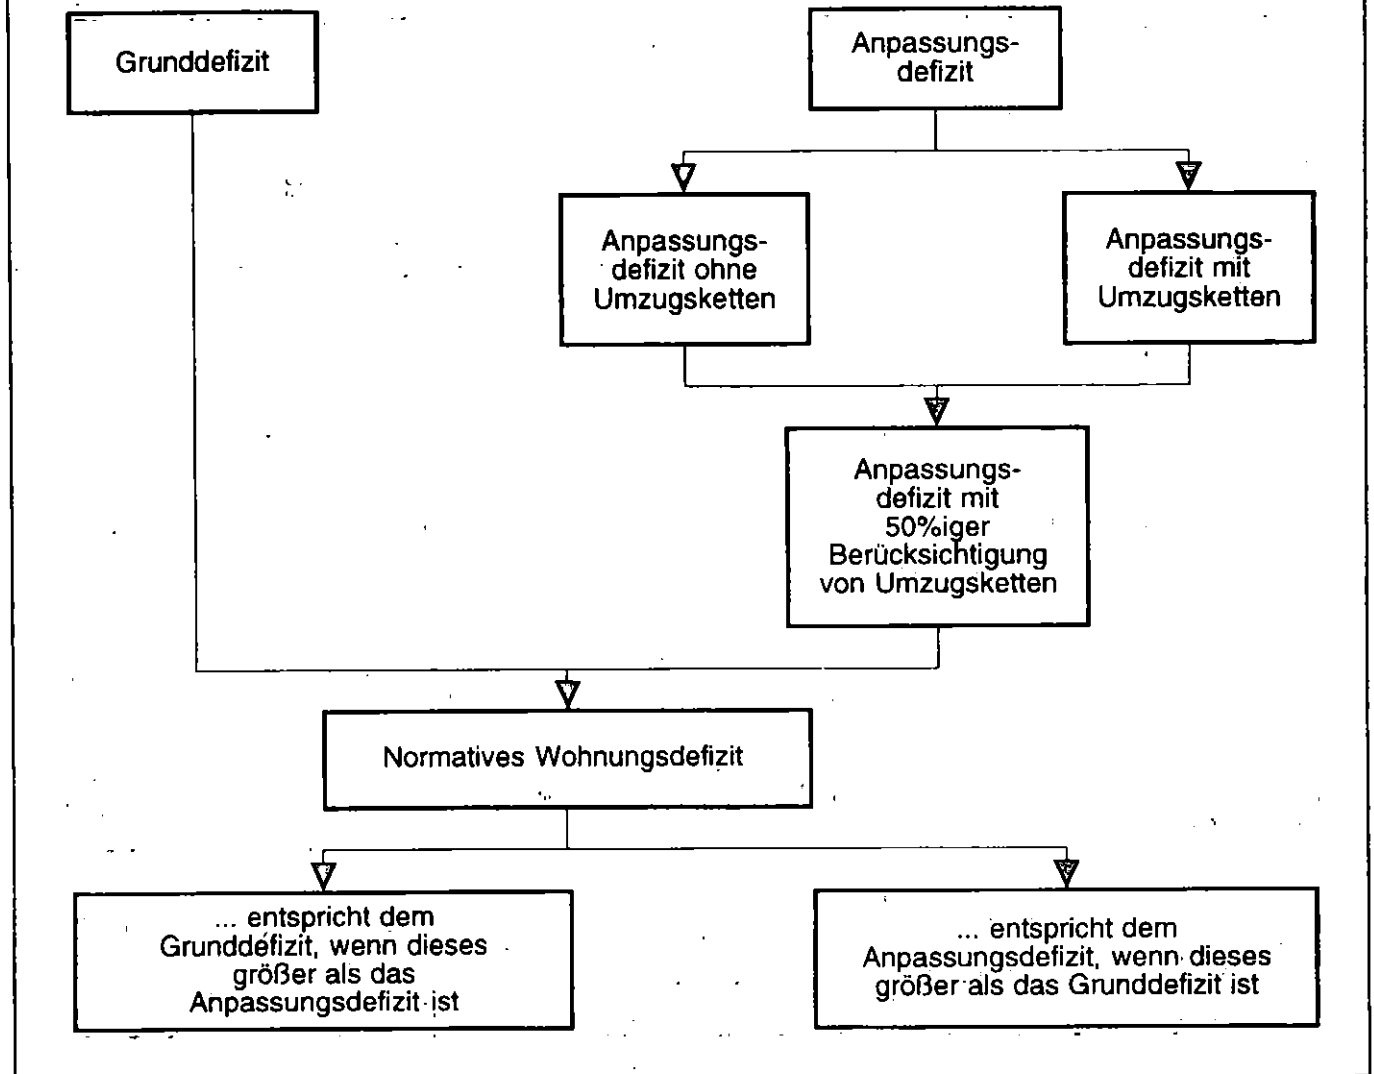 Grunddefizit
Anpassungs-
defizit
Anpassungs-
defizit ohne
Umzugsketten
Anpassungs-
defizit mit
Umzugsketten
Anpassungs-
defizit mit
50%iger
Berücksichtigung
von Umzugsketten
Normatives Wohnungsdefizit
... entspricht dem
Grunddefizit, wenn dieses
größer als das
Anpassungsdefizit ist
... entspricht dem
Anpassungsdefizit, wenn dieses
größer als das Grunddefizit ist